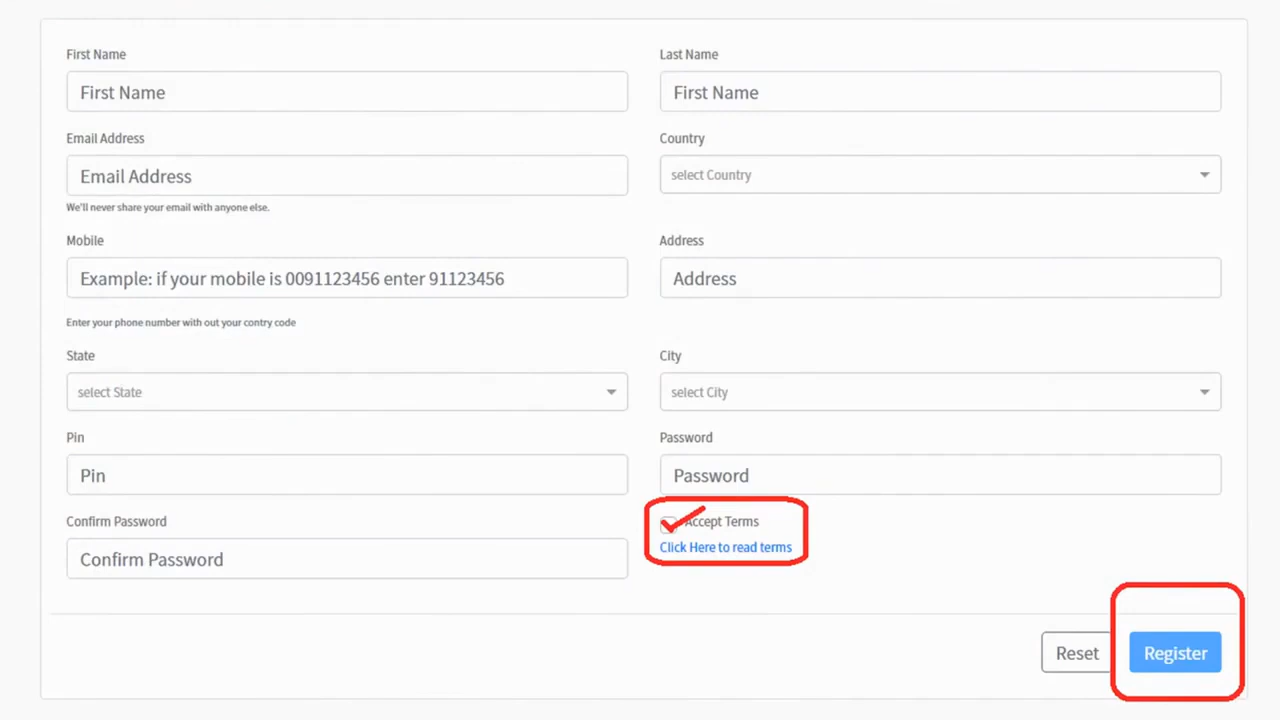 First Name
Last Name
First Name
First Name
Email Address
Country
Email Address
select Country
We'll never share your email with anyone else.
Mobile
Address
Example: if your mobile is 0091123456 enter 91123456
Address
Enter your phone number with out your contry code
State
City
select State
select City
Pin
Password
Pin
Password
Confirm Password
Accept Terms
Click Here to read terms
Confirm Password
Reset
Register